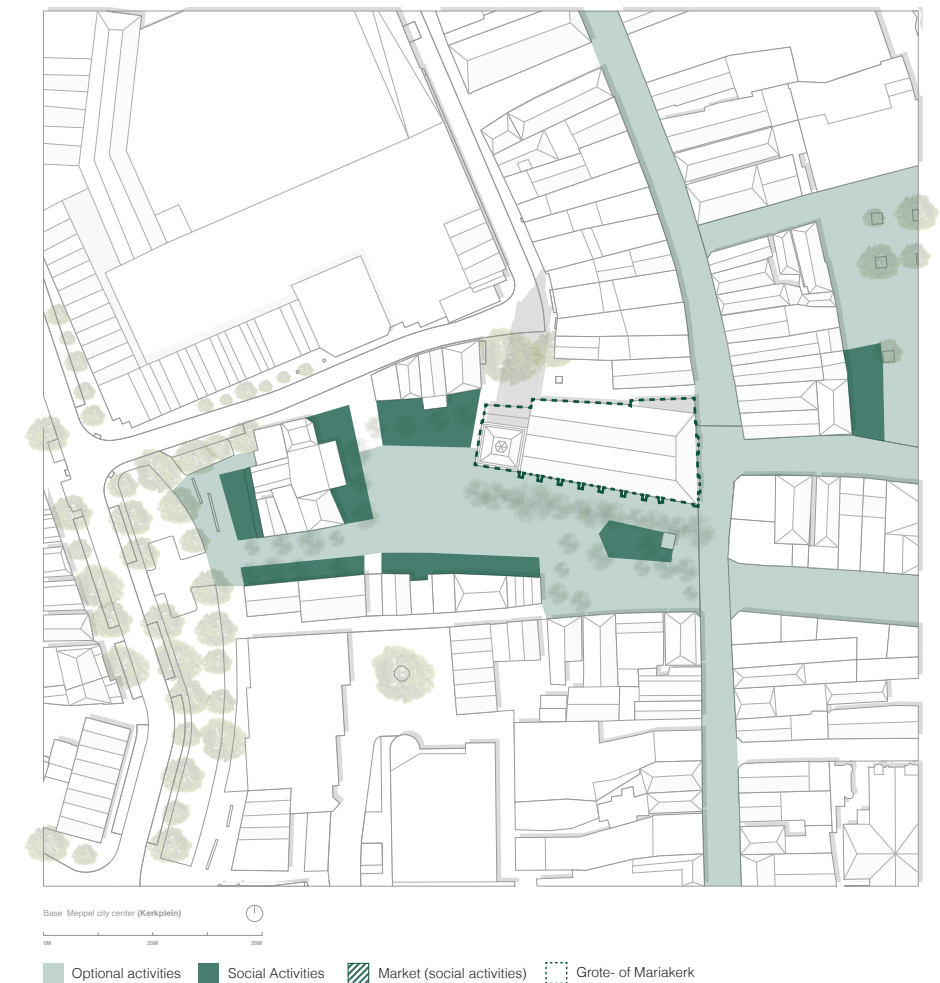 Base Meppel city center (Kerkplein)
0M 25M 50M
Optional activities Social Activities Market (social activities) Grote- of Mariakerk